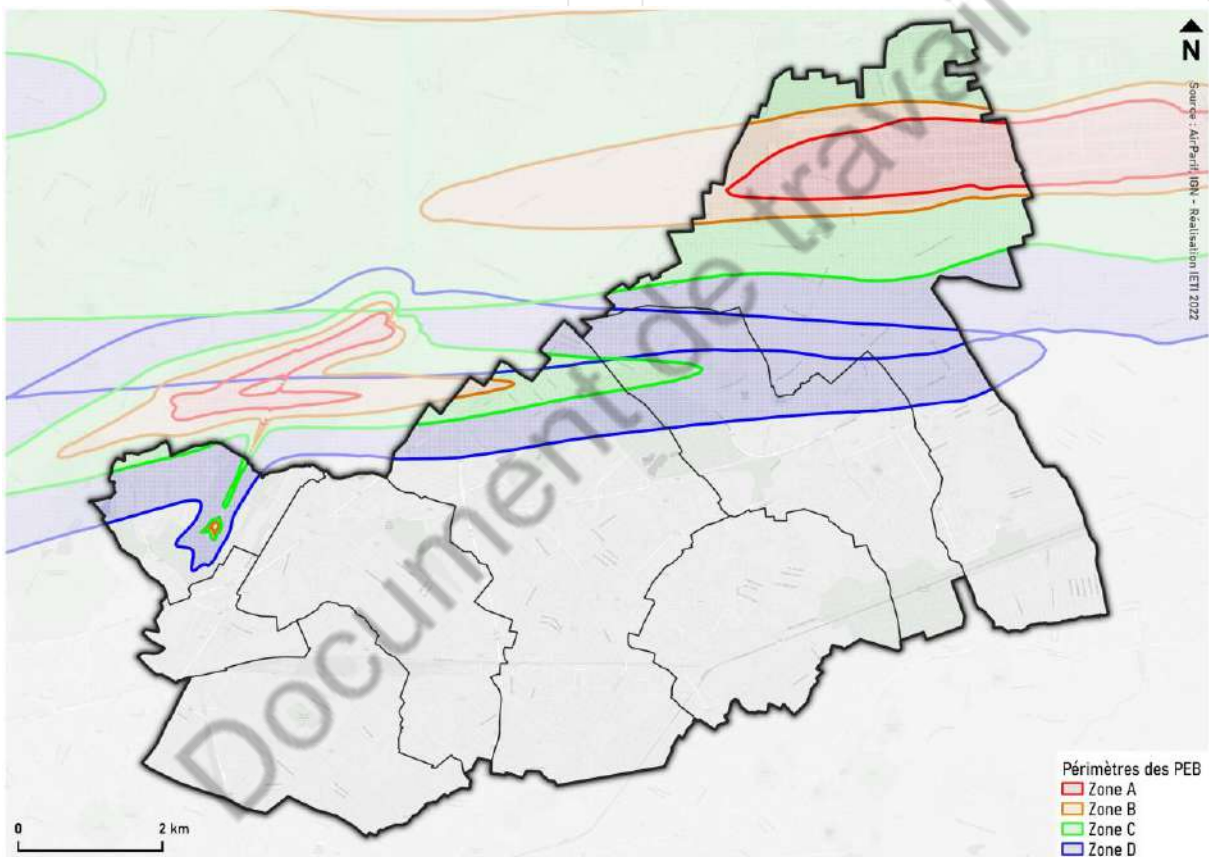 Document de travail
N
Source : AirParif, IGN - Réalisation IETI 2022
Périmètres des PEB
Zone A
Zone B
Zone C
Zone D
0 2 km